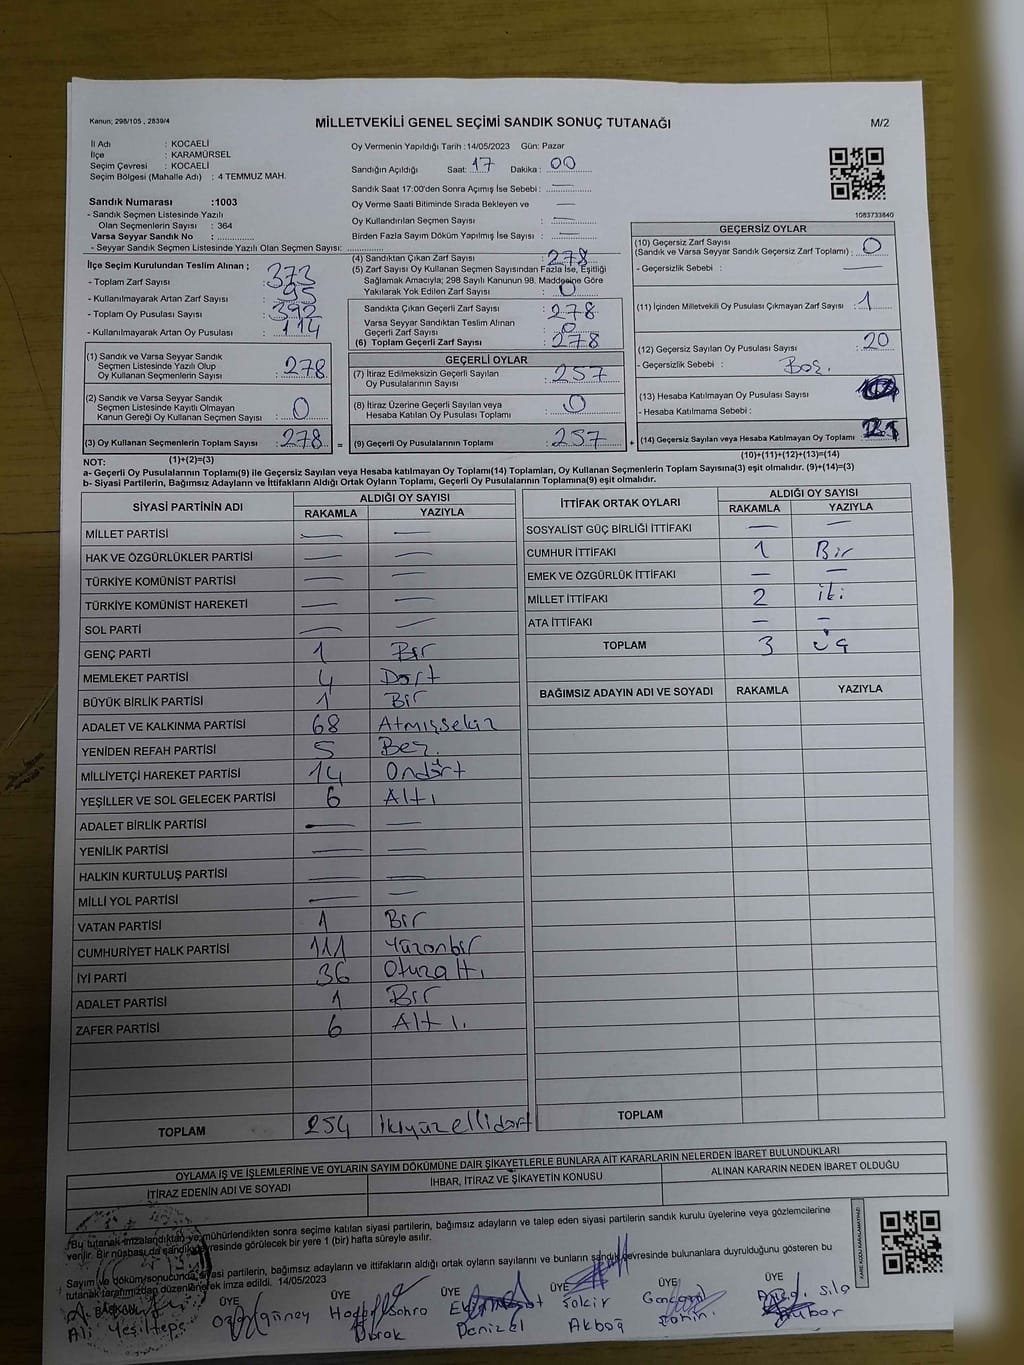 Kanun; 298/105 , 2839/4
MİLLETVEKİLİ GENEL SEÇİMİ SANDIK SONUÇ TUTANAĞI
M/2
İl Adı : KOCAELİ
İlçe : KARAMÜRSEL
Seçim Çevresi : KOCAELİ
Seçim Bölgesi (Mahalle Adı) : 4 TEMMUZ MAH.
Sandık Numarası :1003
- Sandık Seçmen Listesinde Yazılı
Olan Seçmenlerin Sayısı : 364
Varsa Seyyar Sandık No :
- Seyyar Sandık Seçmen Listesinde Yazılı Olan Seçmen Sayısı:
Oy Vermenin Yapıldığı Tarih :14/05/2023 Gün: Pazar
Sandığın Açıldığı Saat: 17 Dakika : 00
Sandık Saat 17:00'den Sonra Açımış İse Sebebi : —
Oy Verme Saati Bitiminde Sırada Bekleyen ve —
Oy Kullandırılan Seçmen Sayısı : —
Birden Fazla Sayım Döküm Yapılmış İse Sayısı : —
1083733840
İlçe Seçim Kurulundan Teslim Alınan ;
- Toplam Zarf Sayısı : 373
- Kullanılmayarak Artan Zarf Sayısı : 95
- Toplam Oy Pusulası Sayısı : 392
- Kullanılmayarak Artan Oy Pusulası : 114
(1) Sandık ve Varsa Seyyar Sandık
Seçmen Listesinde Yazılı Olup
Oy Kullanan Seçmenlerin Sayısı : 278
(2) Sandık ve Varsa Seyyar Sandık
Seçmen Listesinde Kayıtlı Olmayan
Kanun Gereği Oy Kullanan Seçmen Sayısı : 0
(3) Oy Kullanan Seçmenlerin Toplam Sayısı : 278 =
(1)+(2)=(3)
(4) Sandıktan Çıkan Zarf Sayısı : 278
(5) Zarf Sayısı Oy Kullanan Seçmen Sayısından Fazla İse, Eşitliği
Sağlamak Amacıyla; 298 Sayılı Kanunun 98. Maddesine Göre
Yakılarak Yok Edilen Zarf Sayısı : 0
Sandıkta Çıkan Geçerli Zarf Sayısı : 278
Varsa Seyyar Sandıktan Teslim Alınan
Geçerli Zarf Sayısı : 0
(6) Toplam Geçerli Zarf Sayısı : 278
GEÇERLİ OYLAR
(7) İtiraz Edilmeksizin Geçerli Sayılan
Oy Pusulalarının Sayısı : 257
(8) İtiraz Üzerine Geçerli Sayılan veya
Hesaba Katılan Oy Pusulası Toplamı : 0
(9) Geçerli Oy Pusulalarının Toplamı : 257 +
GEÇERSİZ OYLAR
(10) Geçersiz Zarf Sayısı
(Sandık ve Varsa Seyyar Sandık Geçersiz Zarf Toplamı) : 0
- Geçersizlik Sebebi : —
(11) İçinden Milletvekili Oy Pusulası Çıkmayan Zarf Sayısı : 1
(12) Geçersiz Sayılan Oy Pusulası Sayısı : 20
- Geçersizlik Sebebi : Boş.
(13) Hesaba Katılmayan Oy Pusulası Sayısı :
- Hesaba Katılmama Sebebi :
(14) Geçersiz Sayılan veya Hesaba Katılmayan Oy Toplamı : 21
(10)+(11)+(12)+(13)=(14)
NOT:
a- Geçerli Oy Pusulalarının Toplamı(9) ile Geçersiz Sayılan veya Hesaba katılmayan Oy Toplamı(14) Toplamları, Oy Kullanan Seçmenlerin Toplam Sayısına(3) eşit olmalıdır. (9)+(14)=(3)
b- Siyasi Partilerin, Bağımsız Adayların ve İttifakların Aldığı Ortak Oyların Toplamı, Geçerli Oy Pusulalarının Toplamına(9) eşit olmalıdır.
SİYASİ PARTİNİN ADI ALDIĞI OY SAYISI
RAKAMLA YAZIYLA
MİLLET PARTİSİ — —
HAK VE ÖZGÜRLÜKLER PARTİSİ — —
TÜRKİYE KOMÜNİST PARTİSİ — —
TÜRKİYE KOMÜNİST HAREKETİ — —
SOL PARTİ — —
GENÇ PARTİ 1 Bir
MEMLEKET PARTİSİ 4 Dört
BÜYÜK BİRLİK PARTİSİ 1 Bir
ADALET VE KALKINMA PARTİSİ 68 Atmışsekiz
YENİDEN REFAH PARTİSİ 5 Beş.
MİLLİYETÇİ HAREKET PARTİSİ 14 Ondört
YEŞİLLER VE SOL GELECEK PARTİSİ 6 Altı
ADALET BİRLİK PARTİSİ — —
YENİLİK PARTİSİ — —
HALKIN KURTULUŞ PARTİSİ — —
MİLLİ YOL PARTİSİ — —
VATAN PARTİSİ 1 Bir
CUMHURİYET HALK PARTİSİ 111 Yüzonbir
İYİ PARTİ 36 Otuzaltı
ADALET PARTİSİ 1 Bir
ZAFER PARTİSİ 6 Altı.
TOPLAM 254 ikiyüzellidört
İTTİFAK ORTAK OYLARI ALDIĞI OY SAYISI
RAKAMLA YAZIYLA
SOSYALİST GÜÇ BİRLİĞİ İTTİFAKI — —
CUMHUR İTTİFAKI 1 Bir
EMEK VE ÖZGÜRLÜK İTTİFAKI — —
MİLLET İTTİFAKI 2 iki
ATA İTTİFAKI — —
TOPLAM 3 üç
BAĞIMSIZ ADAYIN ADI VE SOYADI RAKAMLA YAZIYLA
TOPLAM
OYLAMA İŞ VE İŞLEMLERİNE VE OYLARIN SAYIM DÖKÜMÜNE DAİR ŞİKAYETLERLE BUNLARA AİT KARARLARIN NELERDEN İBARET BULUNDUKLARI
İTİRAZ EDENİN ADI VE SOYADI İHBAR, İTİRAZ VE ŞİKAYETİN KONUSU ALINAN KARARIN NEDEN İBARET OLDUĞU
Bu tutanak imzalandıktan ve mühürlendikten sonra seçime katılan siyasi partilerin, bağımsız adayların ve talep eden siyasi partilerin sandık kurulu üyelerine veya gözlemcilerine
verilir. Bir nüshası da sandık çevresinde görülecek bir yere 1 (bir) hafta süreyle asılır.
Sayım ve döküm sonucunda siyasi partilerin, bağımsız adayların ve ittifakların aldığı ortak oyların sayılarını ve bunların sandık çevresinde bulunanlara duyrulduğunu gösteren bu
tutanak tarafımızdan düzenlenerek imza edildi. 14/05/2023
BAŞKAN ÜYE ÜYE ÜYE ÜYE ÜYE ÜYE
Ali Yeşiltepe
Denizel
Şakir Akboğ